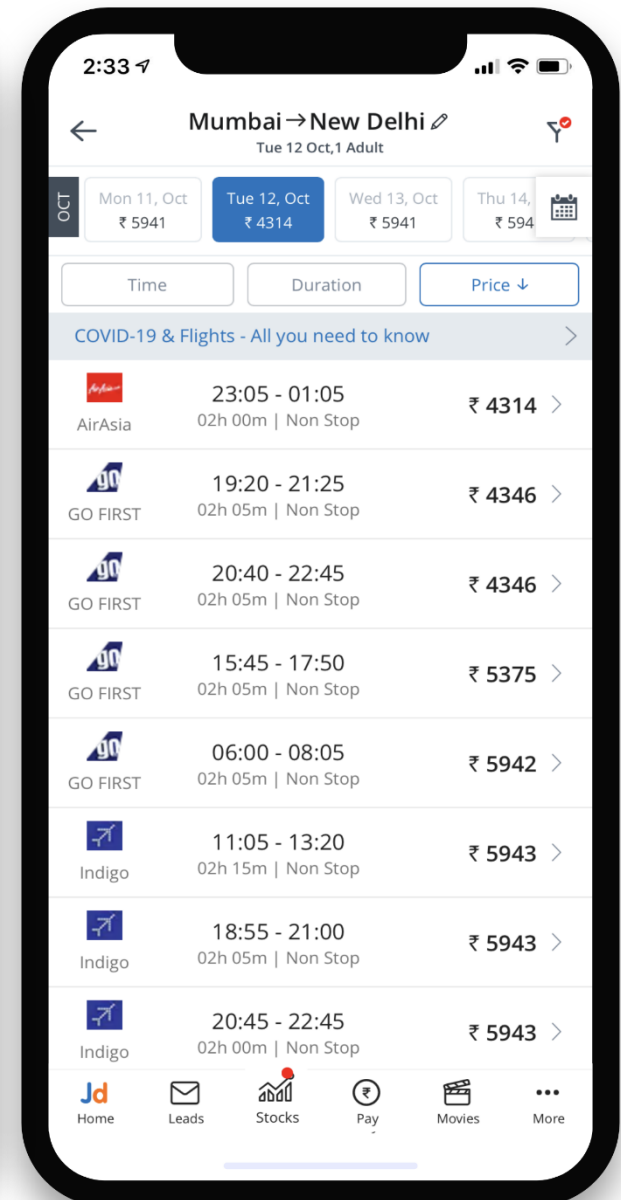 2:33
Mumbai→New Delhi
Tue 12 Oct,1 Adult
OCT
Mon 11, Oct
₹ 5941
Tue 12, Oct
₹ 4314
Wed 13, Oct
₹ 5941
Thu 14,
₹ 594
Time
Duration
Price ↓
COVID-19 & Flights - All you need to know
AirAsia
AirAsia
23:05 - 01:05
02h 00m | Non Stop
₹ 4314
go
GO FIRST
19:20 - 21:25
02h 05m | Non Stop
₹ 4346
go
GO FIRST
20:40 - 22:45
02h 05m | Non Stop
₹ 4346
go
GO FIRST
15:45 - 17:50
02h 05m | Non Stop
₹ 5375
go
GO FIRST
06:00 - 08:05
02h 05m | Non Stop
₹ 5942
Indigo
11:05 - 13:20
02h 15m | Non Stop
₹ 5943
Indigo
18:55 - 21:00
02h 05m | Non Stop
₹ 5943
Indigo
20:45 - 22:45
02h 00m | Non Stop
₹ 5943
Jd
Home
Leads
Stocks
₹
Pay
Movies
More